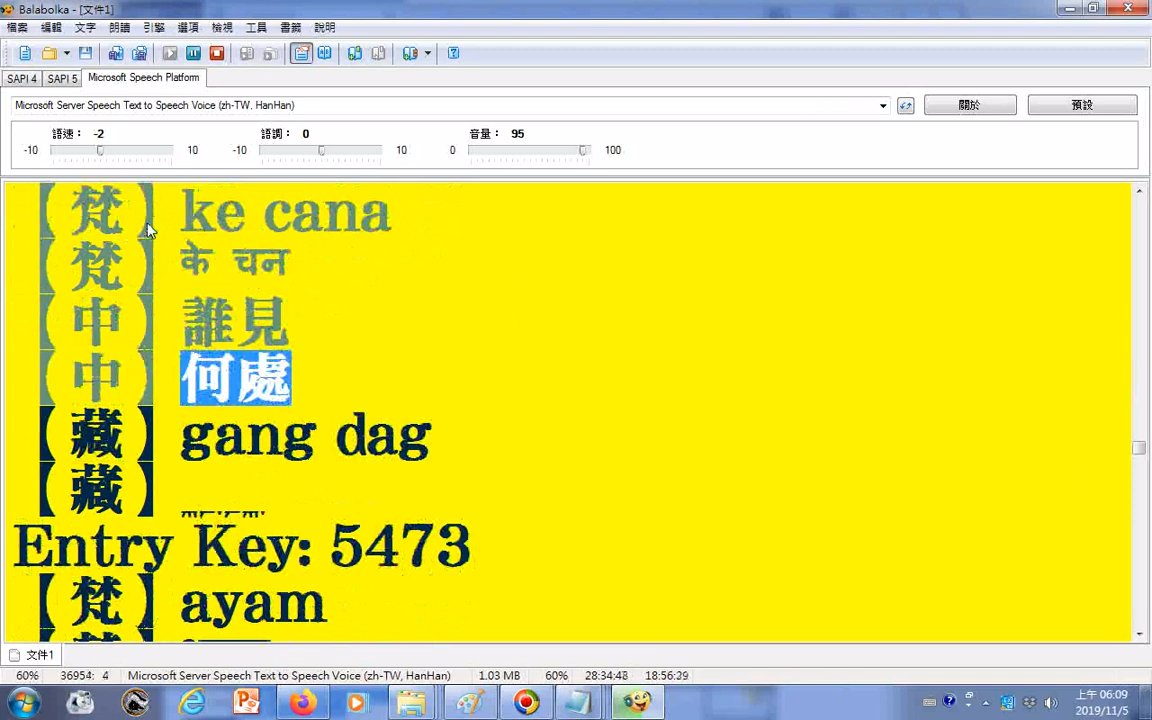 Balabolka - [文件1]
檔案 編輯 文字 朗讀 引擎 選項 檢視 工具 書籤 說明
SAPI 4 SAPI 5 Microsoft Speech Platform
Microsoft Server Speech Text to Speech Voice (zh-TW, HanHan) 關於 預設
語速： -2 語調： 0 音量： 95
-10 10 -10 10 0 100
【梵】 ke cana
【梵】 के चन
【中】 誰見
【中】 何處
【藏】 gang dag
【藏】
Entry Key: 5473
【梵】 ayam
文件1
60% 36954: 4 Microsoft Server Speech Text to Speech Voice (zh-TW, HanHan) 1.03 MB 60% 28:34:48 18:56:29
上午 06:09
2019/11/5